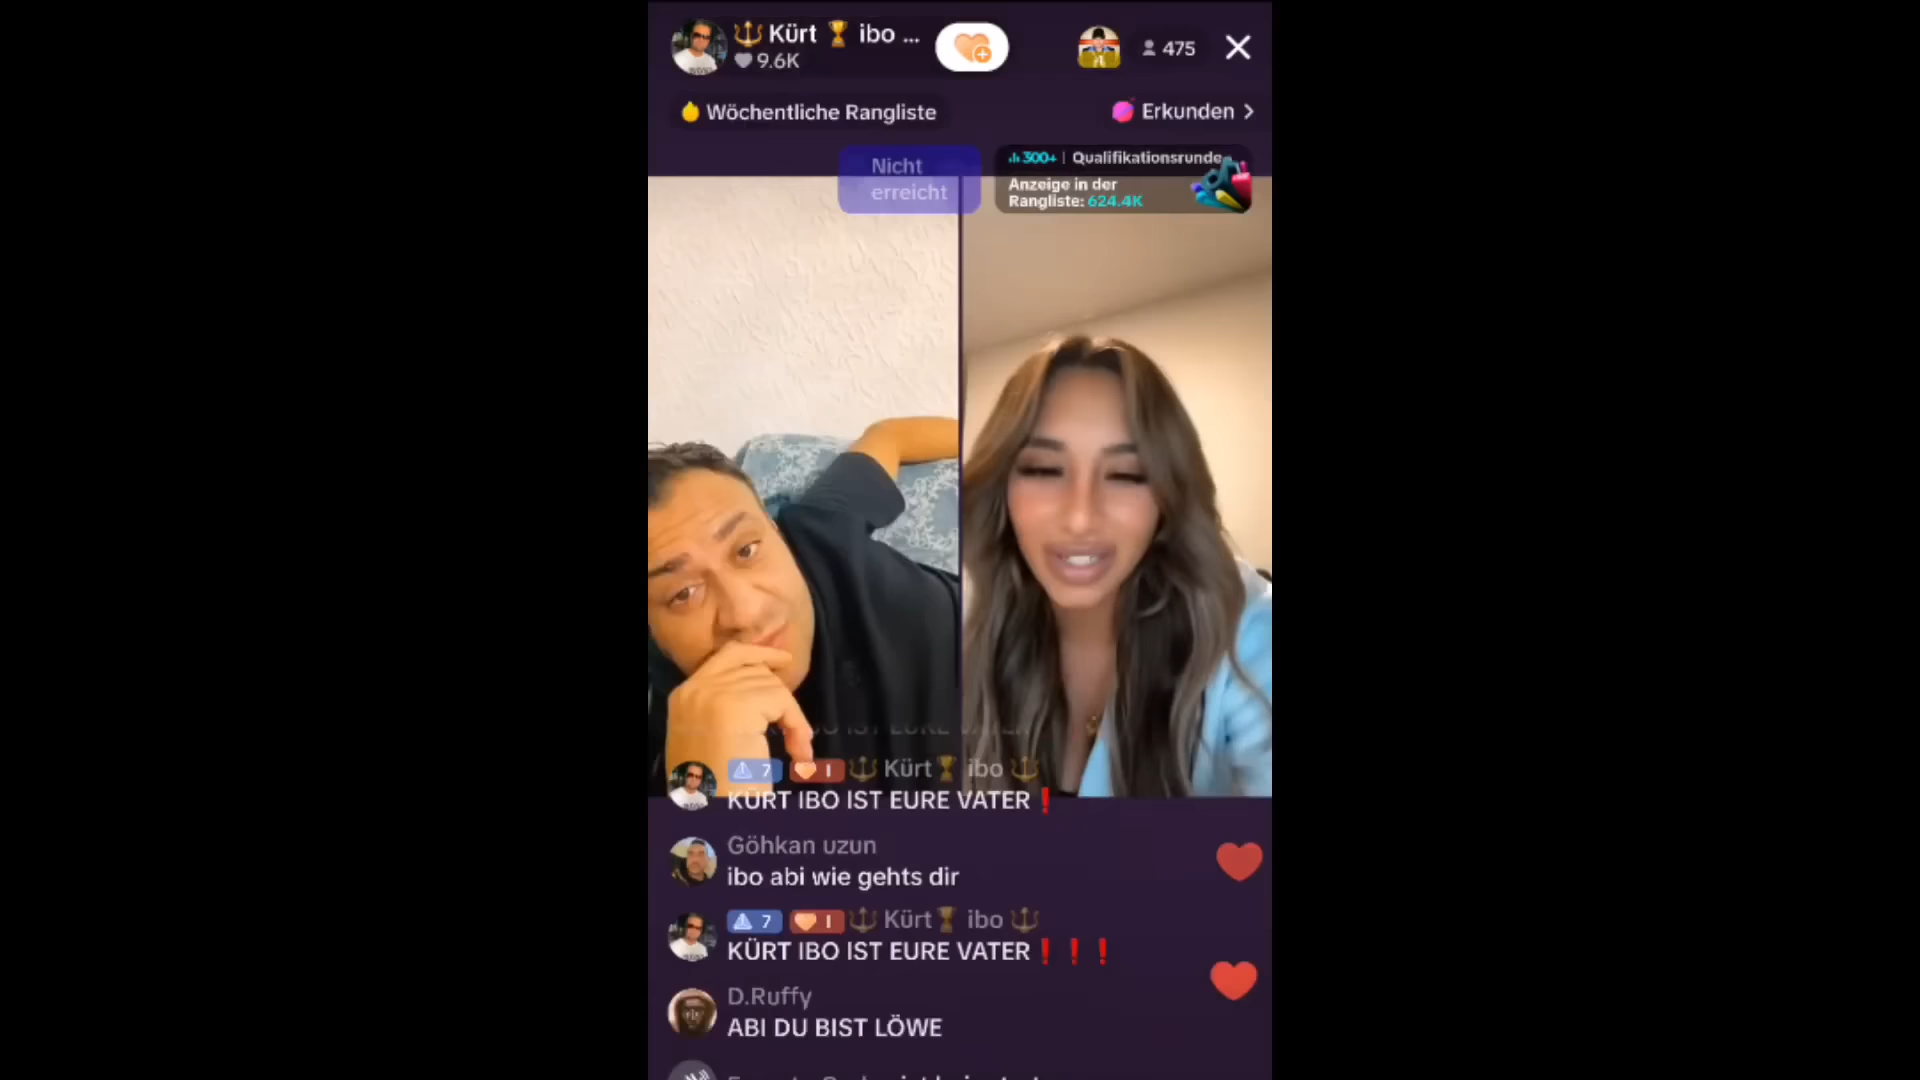 🔱 Kürt 🏆 ibo ...
9.6K
475
Wöchentliche Rangliste
Erkunden >
Nicht
erreicht
300+ | Qualifikationsrunde
Anzeige in der
Rangliste: 624.4K
7 1 🔱 Kürt 🏆 ibo 🔱
KÜRT IBO IST EURE VATER❗
Göhkan uzun
ibo abi wie gehts dir
7 1 🔱 Kürt 🏆 ibo 🔱
KÜRT IBO IST EURE VATER❗❗❗
D.Ruffy
ABI DU BIST LÖWE